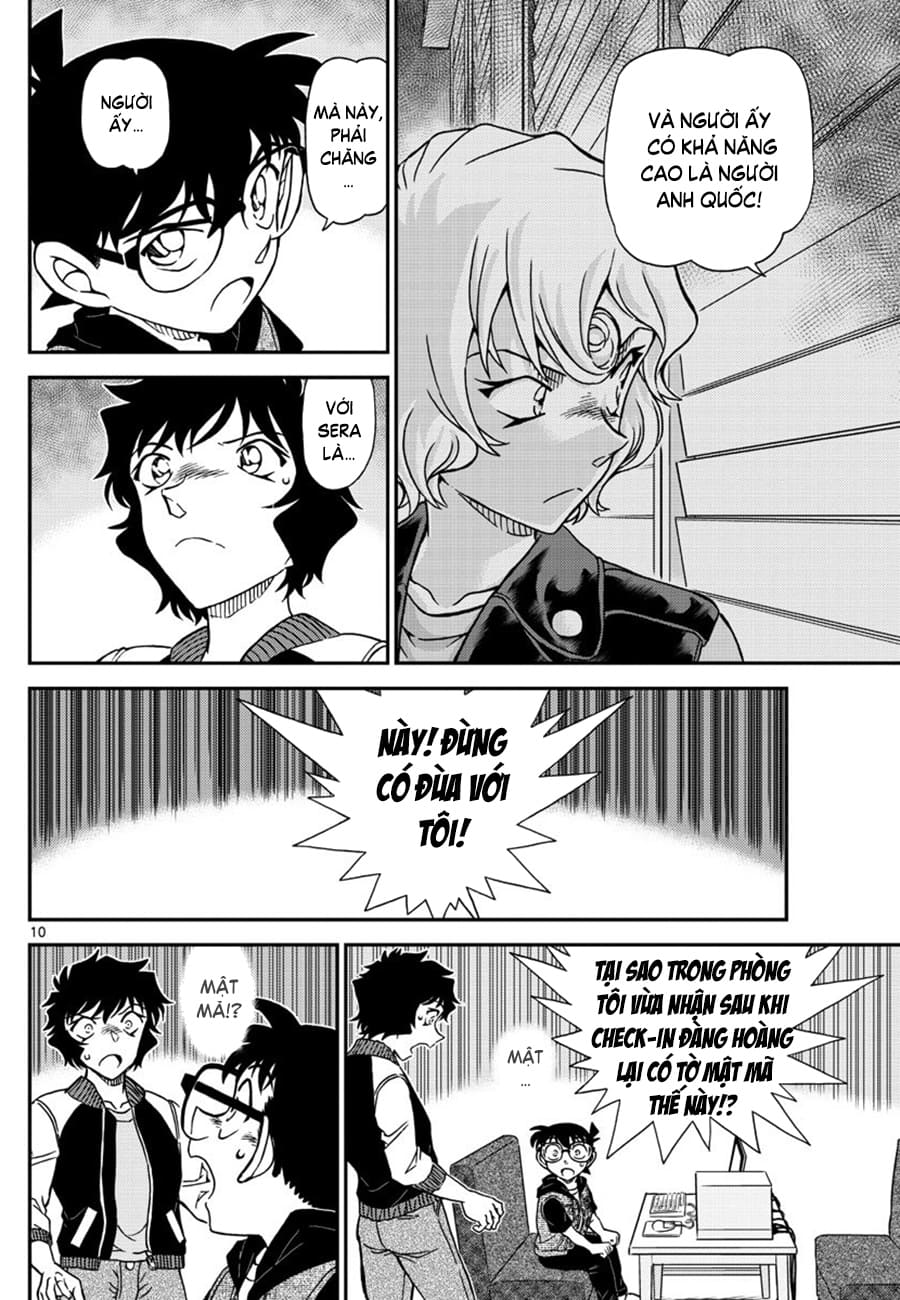 VÀ NGƯỜI ẤY
CÓ KHẢ NĂNG
CAO LÀ NGƯỜI
ANH QUỐC!
MÀ NÀY,
PHẢI
CHĂNG
...
NGƯỜI
ẤY...
VỚI
SERA
LÀ...
NÀY! ĐỪNG
CÓ ĐÙA VỚI
TÔI!
10
TẠI SAO TRONG PHÒNG
TÔI VỪA NHẬN SAU KHI
CHECK-IN ĐÀNG HOÀNG
LẠI CÓ TỜ MẬT MÃ
THẾ NÀY!?
MẬT
...
MẬT
MÃ!?